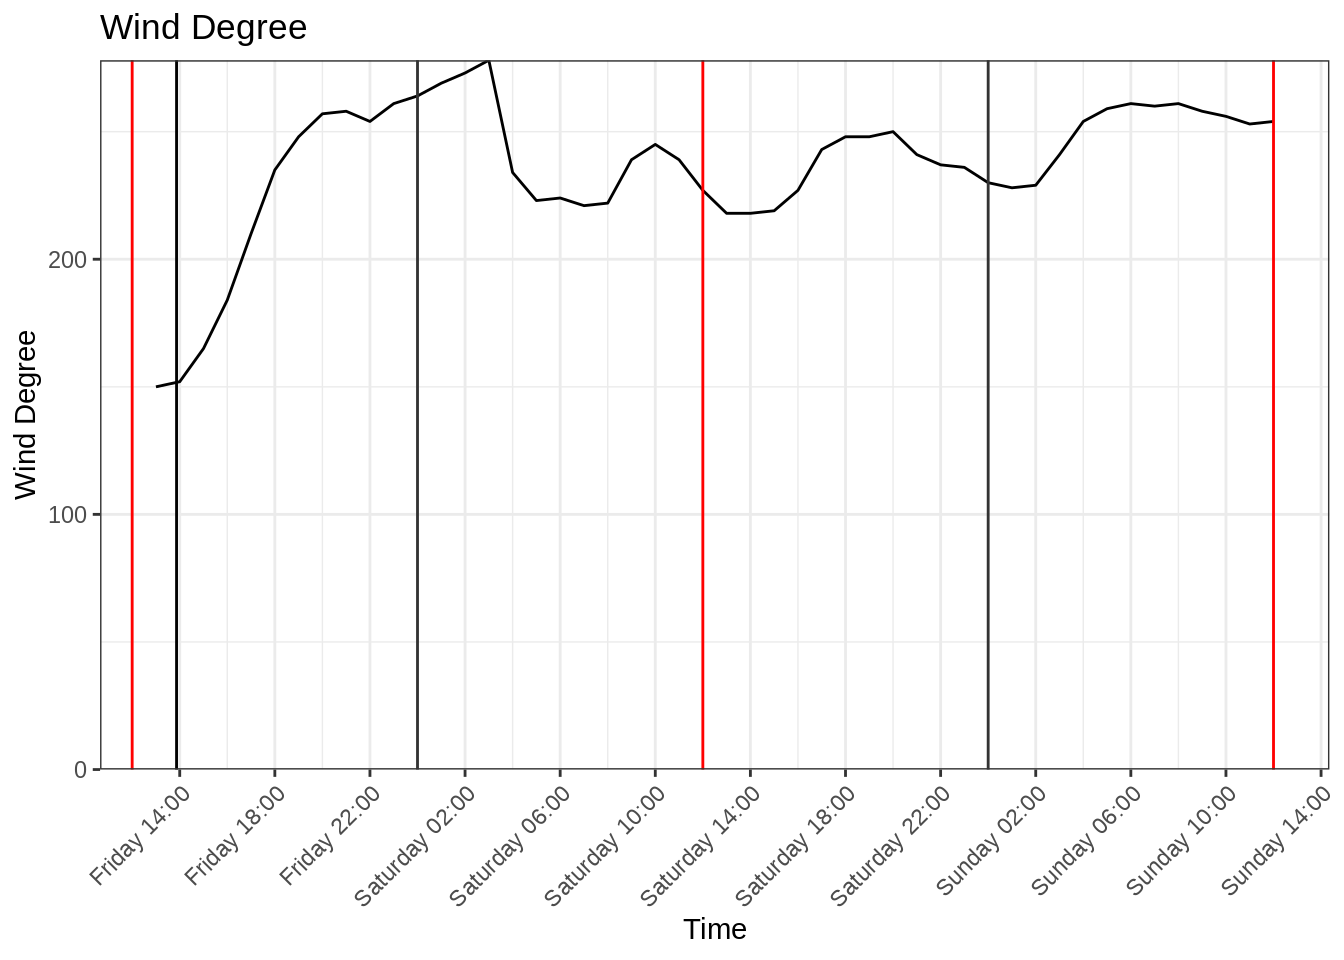 Wind Degree
Wind Degree
200
100
0
Friday 14:00
Friday 18:00
Friday 22:00
Saturday 02:00
Saturday 06:00
Saturday 10:00
Saturday 14:00
Saturday 18:00
Saturday 22:00
Sunday 02:00
Sunday 06:00
Sunday 10:00
Sunday 14:00
Time